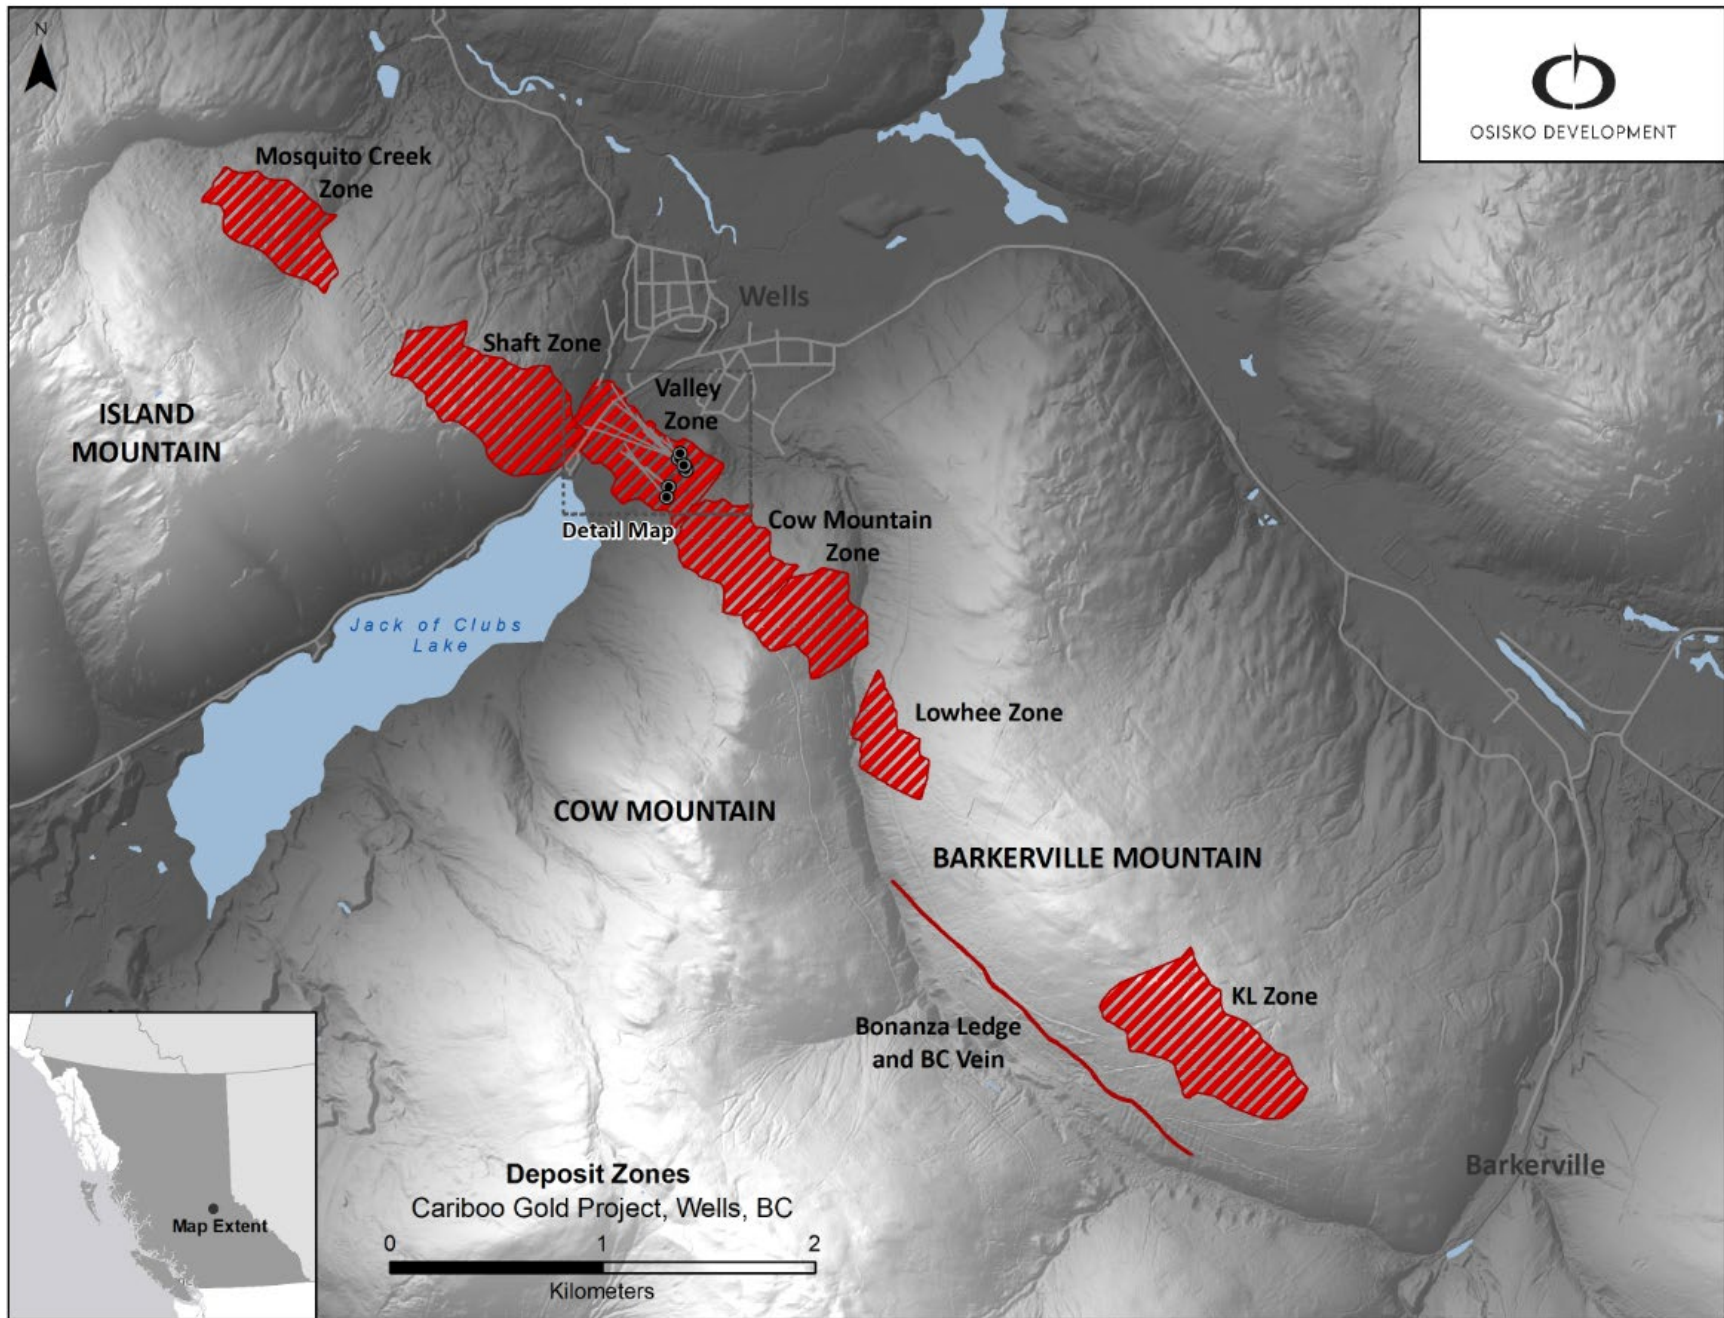 N
OSISKO DEVELOPMENT
Mosquito Creek
Zone
Wells
Shaft Zone
Valley
Zone
ISLAND
MOUNTAIN
Cow Mountain
Zone
Detail Map
Jack of Clubs
Lake
Lowhee Zone
COW MOUNTAIN
BARKERVILLE MOUNTAIN
KL Zone
Bonanza Ledge
and BC Vein
Barkerville
Deposit Zones
Cariboo Gold Project, Wells, BC
0 1 2
Kilometers
Map Extent